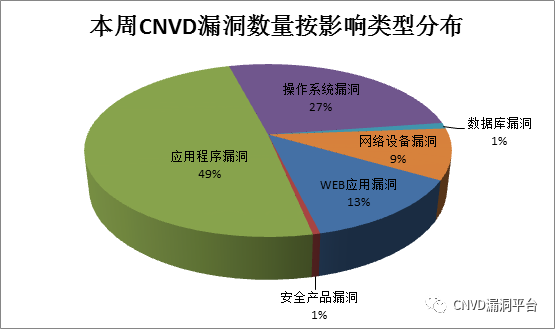 本周CNVD漏洞数量按影响类型分布
操作系统漏洞
27%
数据库漏洞
1%
网络设备漏洞
9%
应用程序漏洞
49%
WEB应用漏洞
13%
安全产品漏洞
1%
CNVD漏洞平台